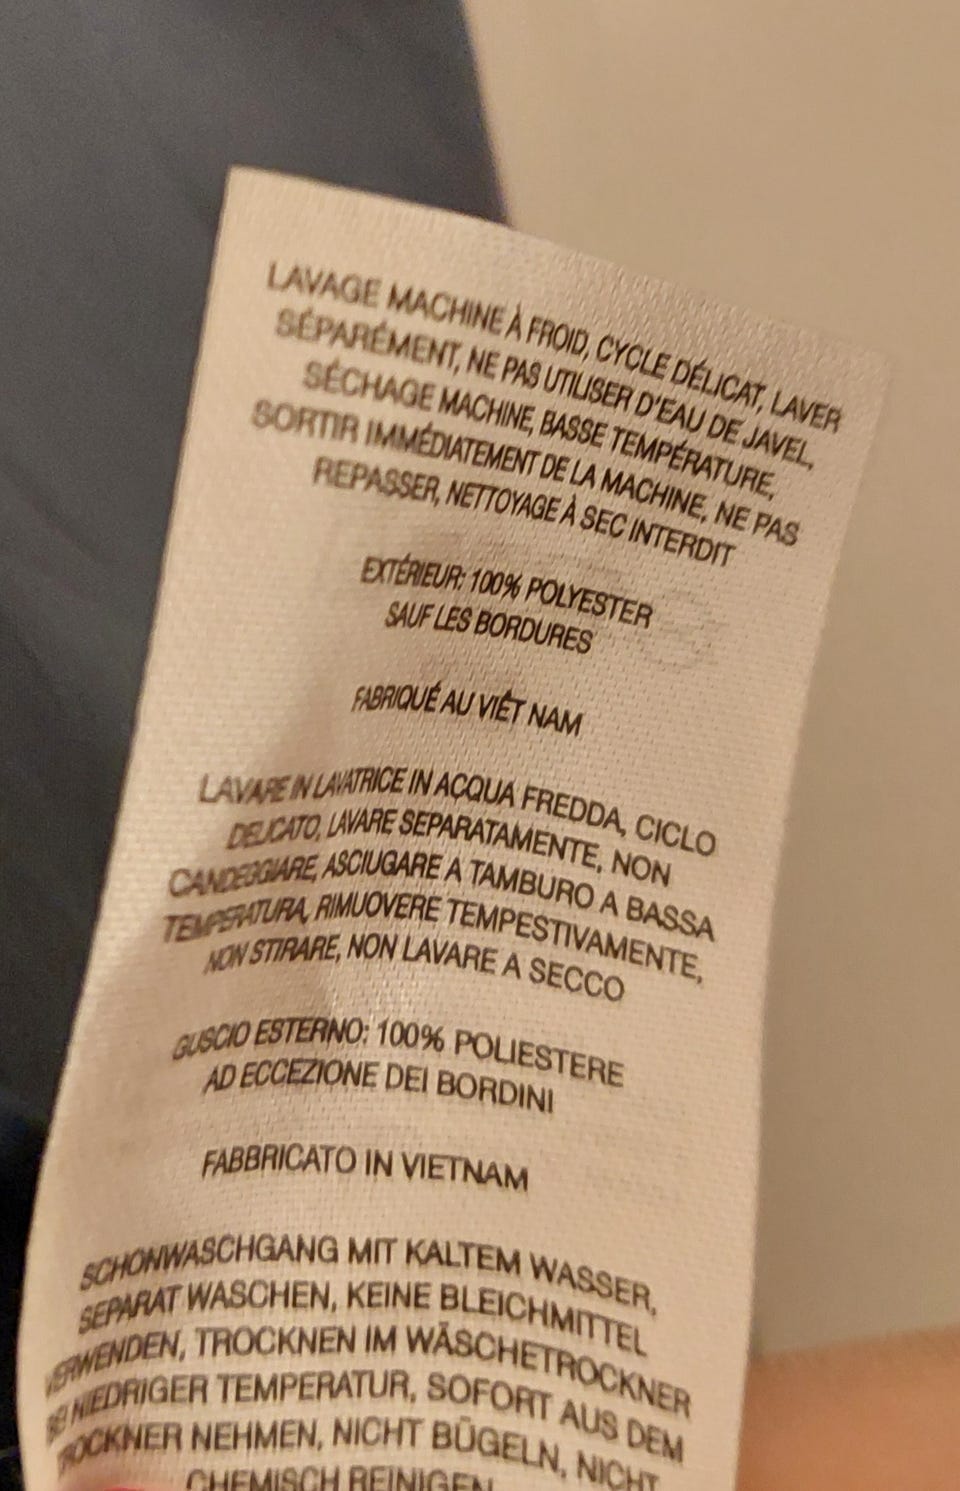 LAVAGE MACHINE À FROID, CYCLE DÉLICAT, LAVER
SÉPARÉMENT, NE PAS UTILISER D'EAU DE JAVEL,
SÉCHAGE MACHINE, BASSE TEMPÉRATURE,
SORTIR IMMÉDIATEMENT DE LA MACHINE, NE PAS
REPASSER, NETTOYAGE À SEC INTERDIT
EXTÉRIEUR: 100% POLYESTER
SAUF LES BORDURES
FABRIQUÉ AU VIÊT NAM
LAVARE IN LAVATRICE IN ACQUA FREDDA, CICLO
DELICATO, LAVARE SEPARATAMENTE, NON
CANDEGGIARE, ASCIUGARE A TAMBURO A BASSA
TEMPERATURA, RIMUOVERE TEMPESTIVAMENTE,
NON STIRARE, NON LAVARE A SECCO
GUSCIO ESTERNO: 100% POLIESTERE
AD ECCEZIONE DEI BORDINI
FABBRICATO IN VIETNAM
SCHONWASCHGANG MIT KALTEM WASSER,
SEPARAT WASCHEN, KEINE BLEICHMITTEL
VERWENDEN, TROCKNEN IM WÄSCHETROCKNER
BEI NIEDRIGER TEMPERATUR, SOFORT AUS DEM
TROCKNER NEHMEN, NICHT BÜGELN, NICHT
CHEMISCH REINIGEN